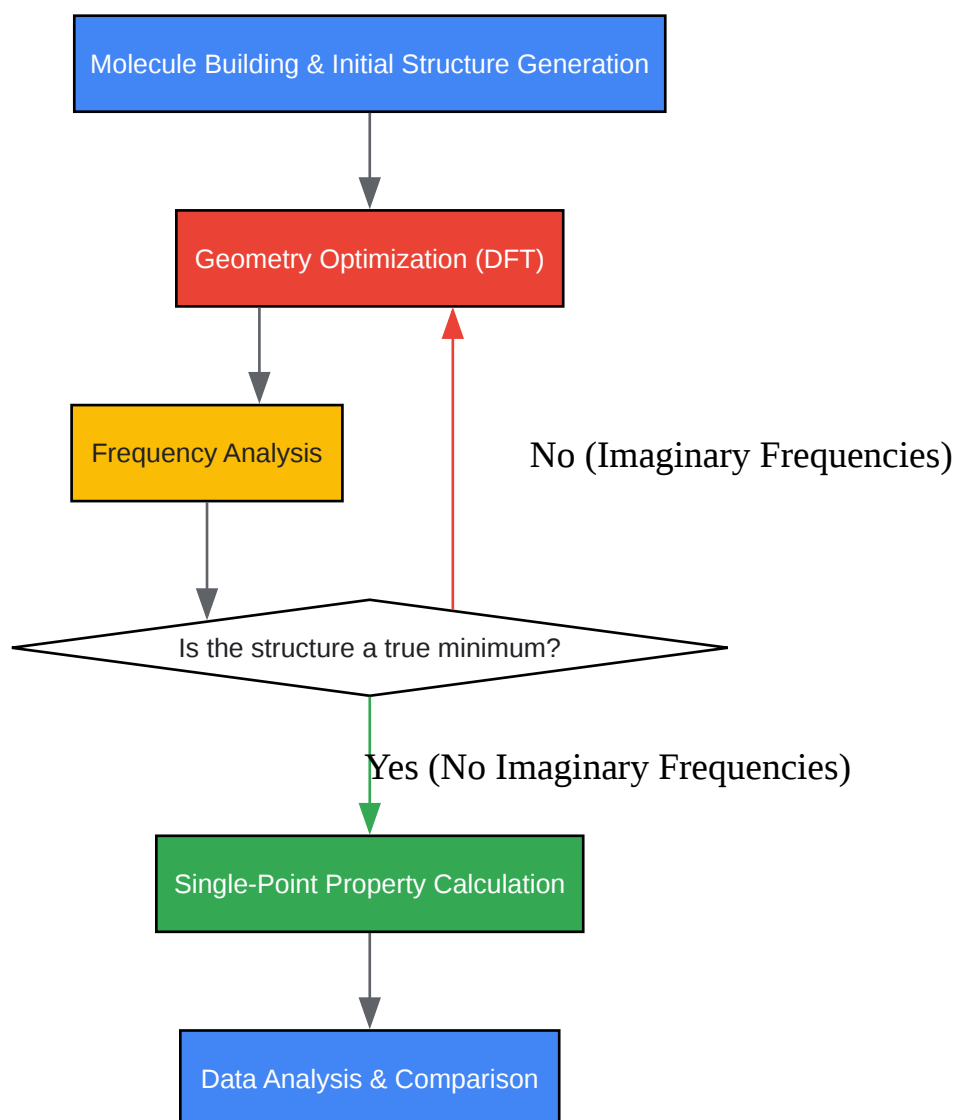 Molecule Building & Initial Structure Generation
Geometry Optimization (DFT)
Frequency Analysis
No (Imaginary Frequencies)
Is the structure a true minimum?
Yes (No Imaginary Frequencies)
Single-Point Property Calculation
Data Analysis & Comparison